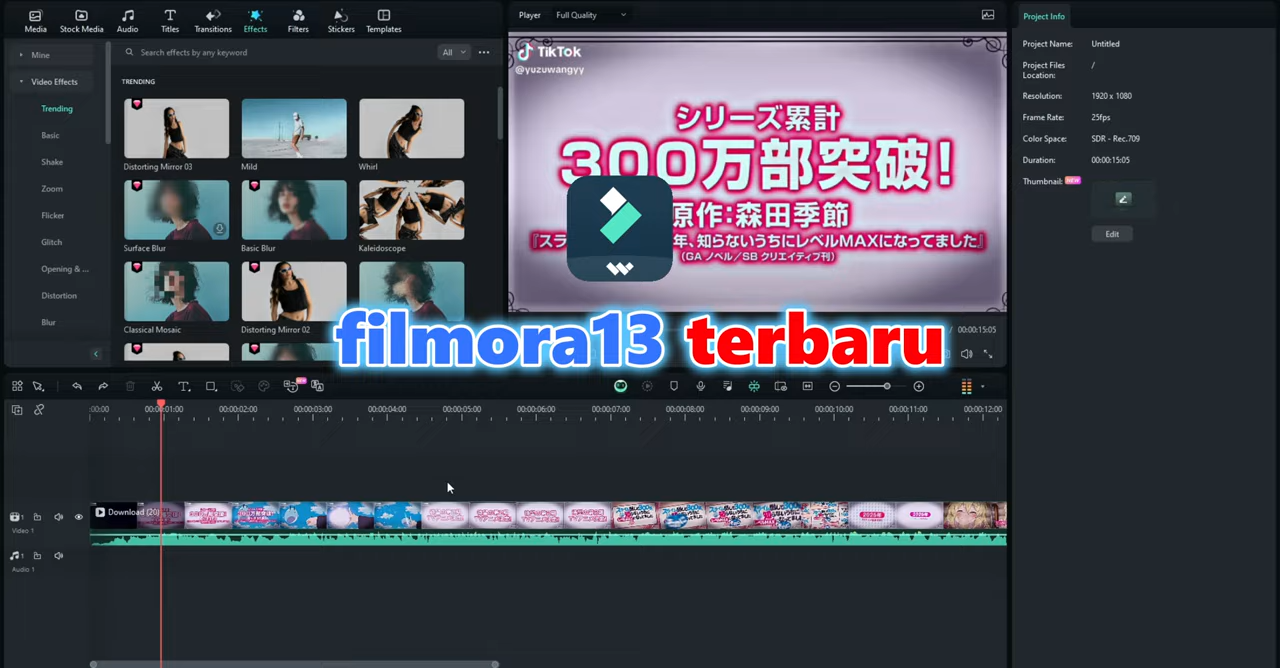 Media
Stock Media
Audio
Titles
Transitions
Effects
Filters
Stickers
Templates
Mine
Video Effects
Trending
Basic
Shake
Zoom
Flicker
Glitch
Opening & ...
Distortion
Blur
Search effects by any keyword
All
TRENDING
Distorting Mirror 03
Mild
Whirl
Surface Blur
Basic Blur
Kaleidoscope
Classical Mosaic
Distorting Mirror 02
Player
Full Quality
TikTok
@yuzuwangyy
シリーズ累計
300万部突破!
原作:森田季節
年、知らないうちにレベルMAXになってました』
(GA ノベル/SB クリエイティブ刊)
/ 00:00:15:05
filmora13 terbaru
Project Info
Project Name: Untitled
Project Files Location: /
Resolution: 1920 x 1080
Frame Rate: 25fps
Color Space: SDR - Rec.709
Duration: 00:00:15:05
Thumbnail: NEW
Edit
:00:00
00:00:01:00
00:00:02:00
00:00:03:00
00:00:04:00
00:00:05:00
00:00:06:00
00:00:07:00
00:00:08:00
00:00:09:00
00:00:10:00
00:00:11:00
00:00:12:00
Download (20)
1
Video 1
1
Audio 1